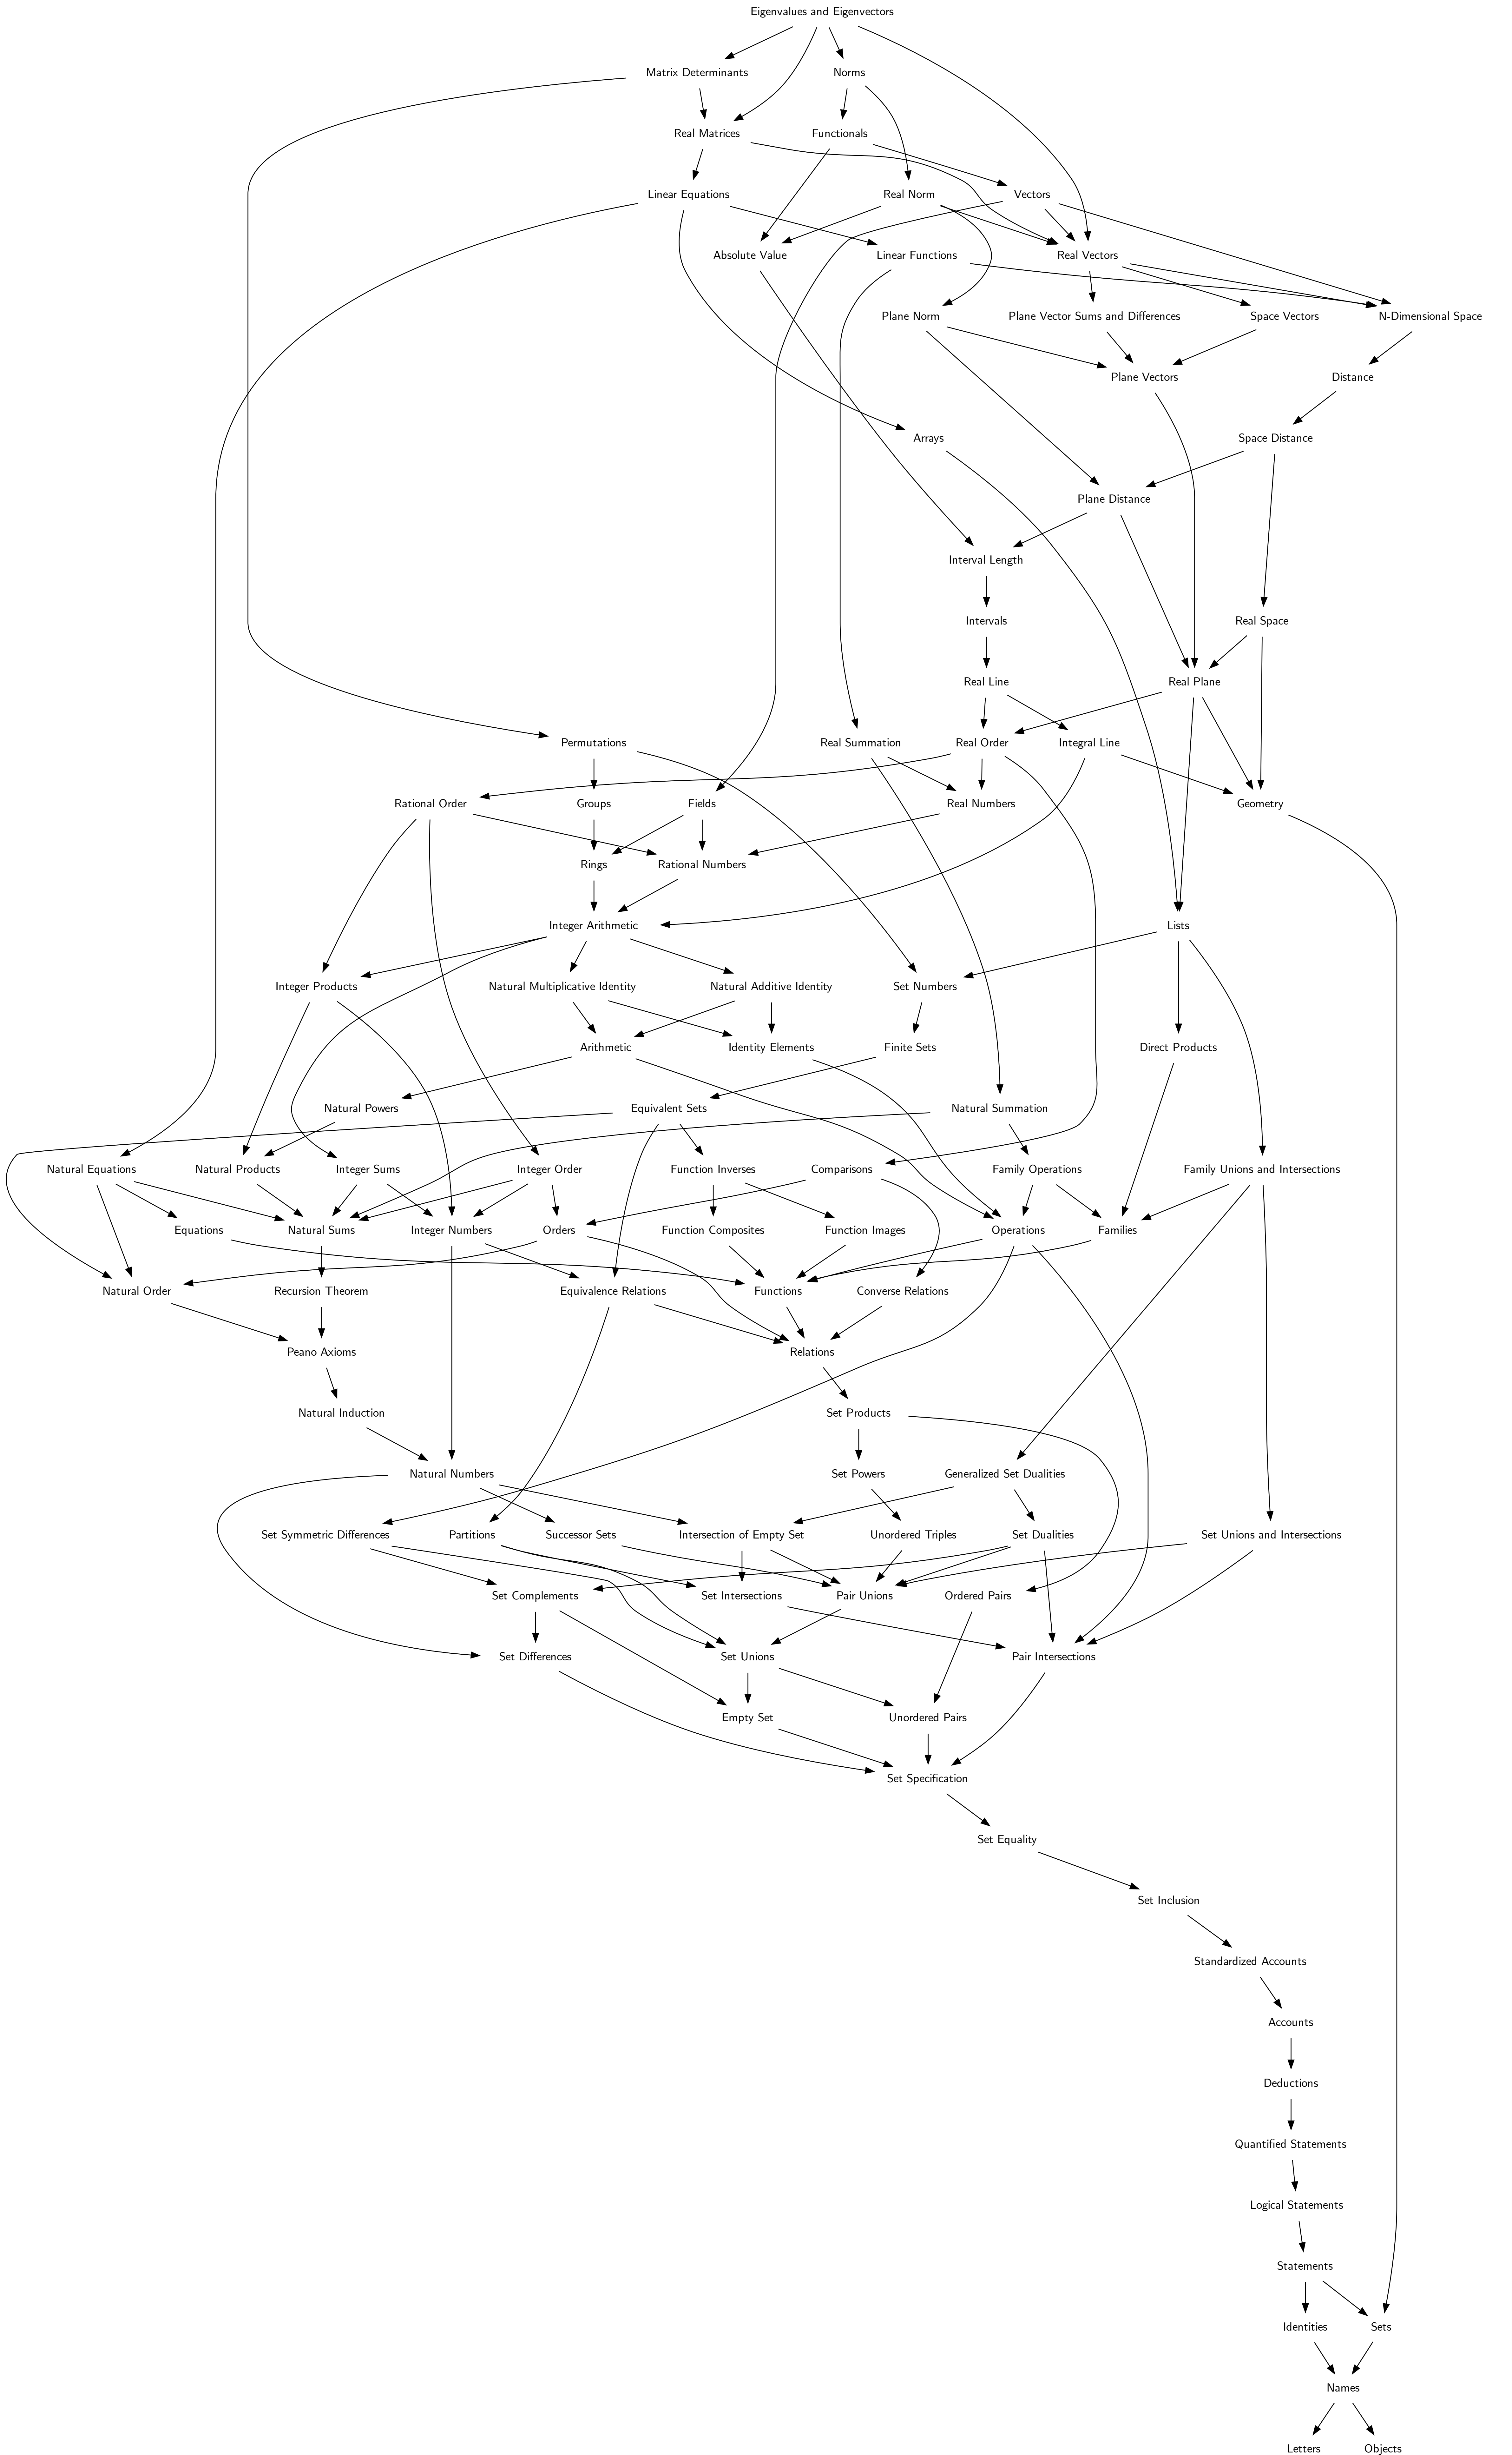 Eigenvalues and Eigenvectors
Matrix Determinants
Norms
Real Matrices
Functionals
Linear Equations
Real Norm
Vectors
Absolute Value
Linear Functions
Real Vectors
Plane Norm
Plane Vector Sums and Differences
Space Vectors
N-Dimensional Space
Plane Vectors
Distance
Arrays
Space Distance
Plane Distance
Interval Length
Intervals
Real Space
Real Line
Real Plane
Permutations
Real Summation
Real Order
Integral Line
Rational Order
Groups
Fields
Real Numbers
Geometry
Rings
Rational Numbers
Integer Arithmetic
Lists
Integer Products
Natural Multiplicative Identity
Natural Additive Identity
Set Numbers
Arithmetic
Identity Elements
Finite Sets
Direct Products
Natural Powers
Equivalent Sets
Natural Summation
Natural Equations
Natural Products
Integer Sums
Integer Order
Function Inverses
Comparisons
Family Operations
Family Unions and Intersections
Equations
Natural Sums
Integer Numbers
Orders
Function Composites
Function Images
Operations
Families
Natural Order
Recursion Theorem
Equivalence Relations
Functions
Converse Relations
Peano Axioms
Relations
Natural Induction
Set Products
Natural Numbers
Set Powers
Generalized Set Dualities
Set Symmetric Differences
Partitions
Successor Sets
Intersection of Empty Set
Unordered Triples
Set Dualities
Set Unions and Intersections
Set Complements
Set Intersections
Pair Unions
Ordered Pairs
Set Differences
Set Unions
Pair Intersections
Empty Set
Unordered Pairs
Set Specification
Set Equality
Set Inclusion
Standardized Accounts
Accounts
Deductions
Quantified Statements
Logical Statements
Statements
Identities
Sets
Names
Letters
Objects